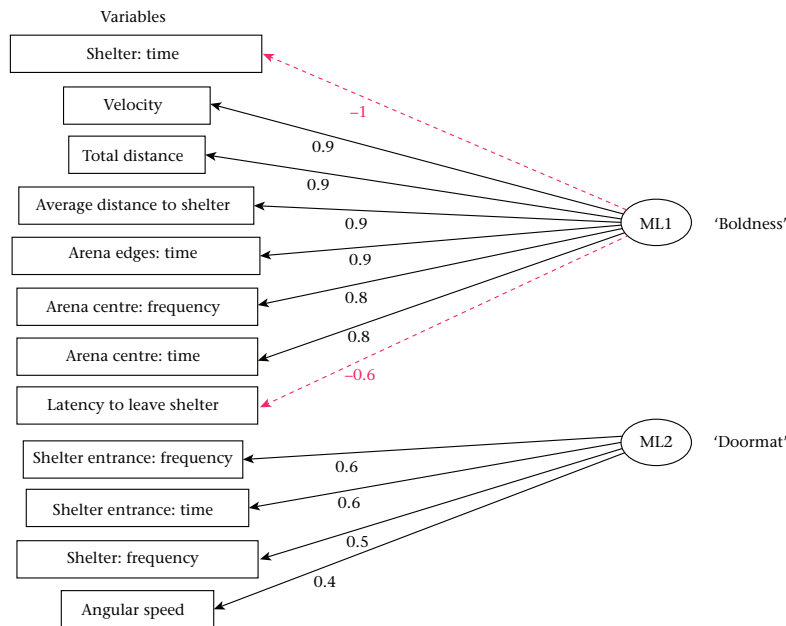 Variables
Shelter: time
Velocity
–1
0.9
Total distance
0.9
Average distance to shelter
0.9
ML1
‘Boldness’
Arena edges: time
0.9
Arena centre: frequency
0.8
Arena centre: time
0.8
–0.6
Latency to leave shelter
ML2
‘Doormat’
Shelter entrance: frequency
0.6
Shelter entrance: time
0.6
0.5
Shelter: frequency
0.4
Angular speed